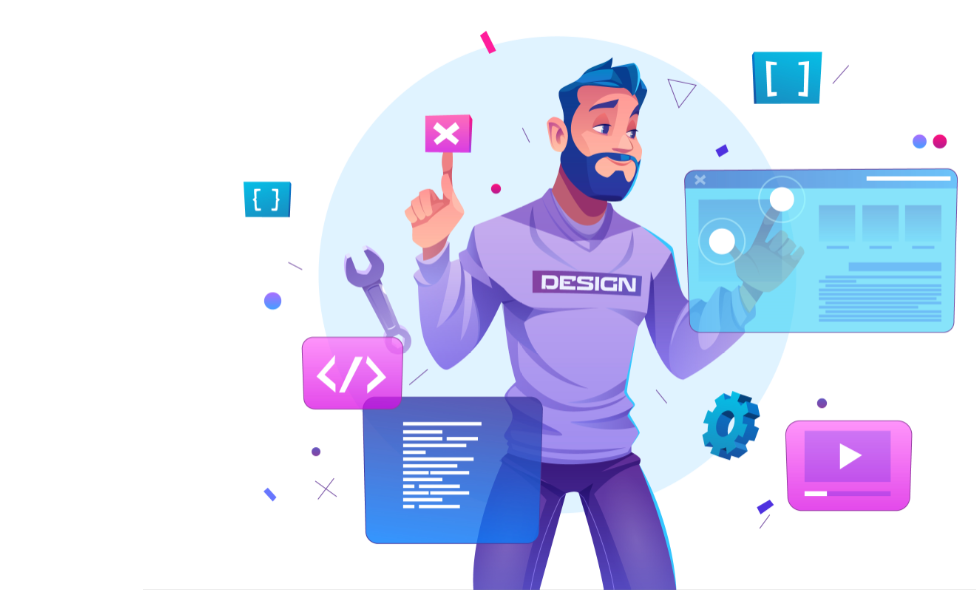 [ ]
{ }
DESIGN
</>